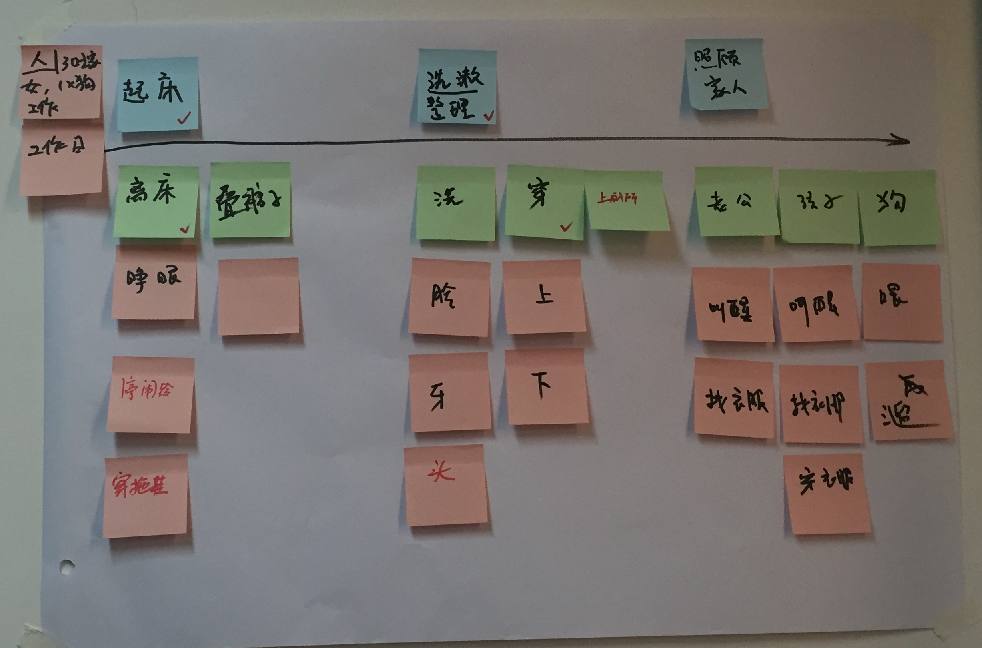 人 30岁
女, 1x狗
工作
工作日
起床
洗漱
整理
照顾
家人
离床
叠被子
洗
穿
上厕所
老公
孩子
狗
睁眼
脸
上
叫醒
叫醒
喂
停闹铃
牙
下
找衣服
找衣服
遛
穿拖鞋
头
穿衣服